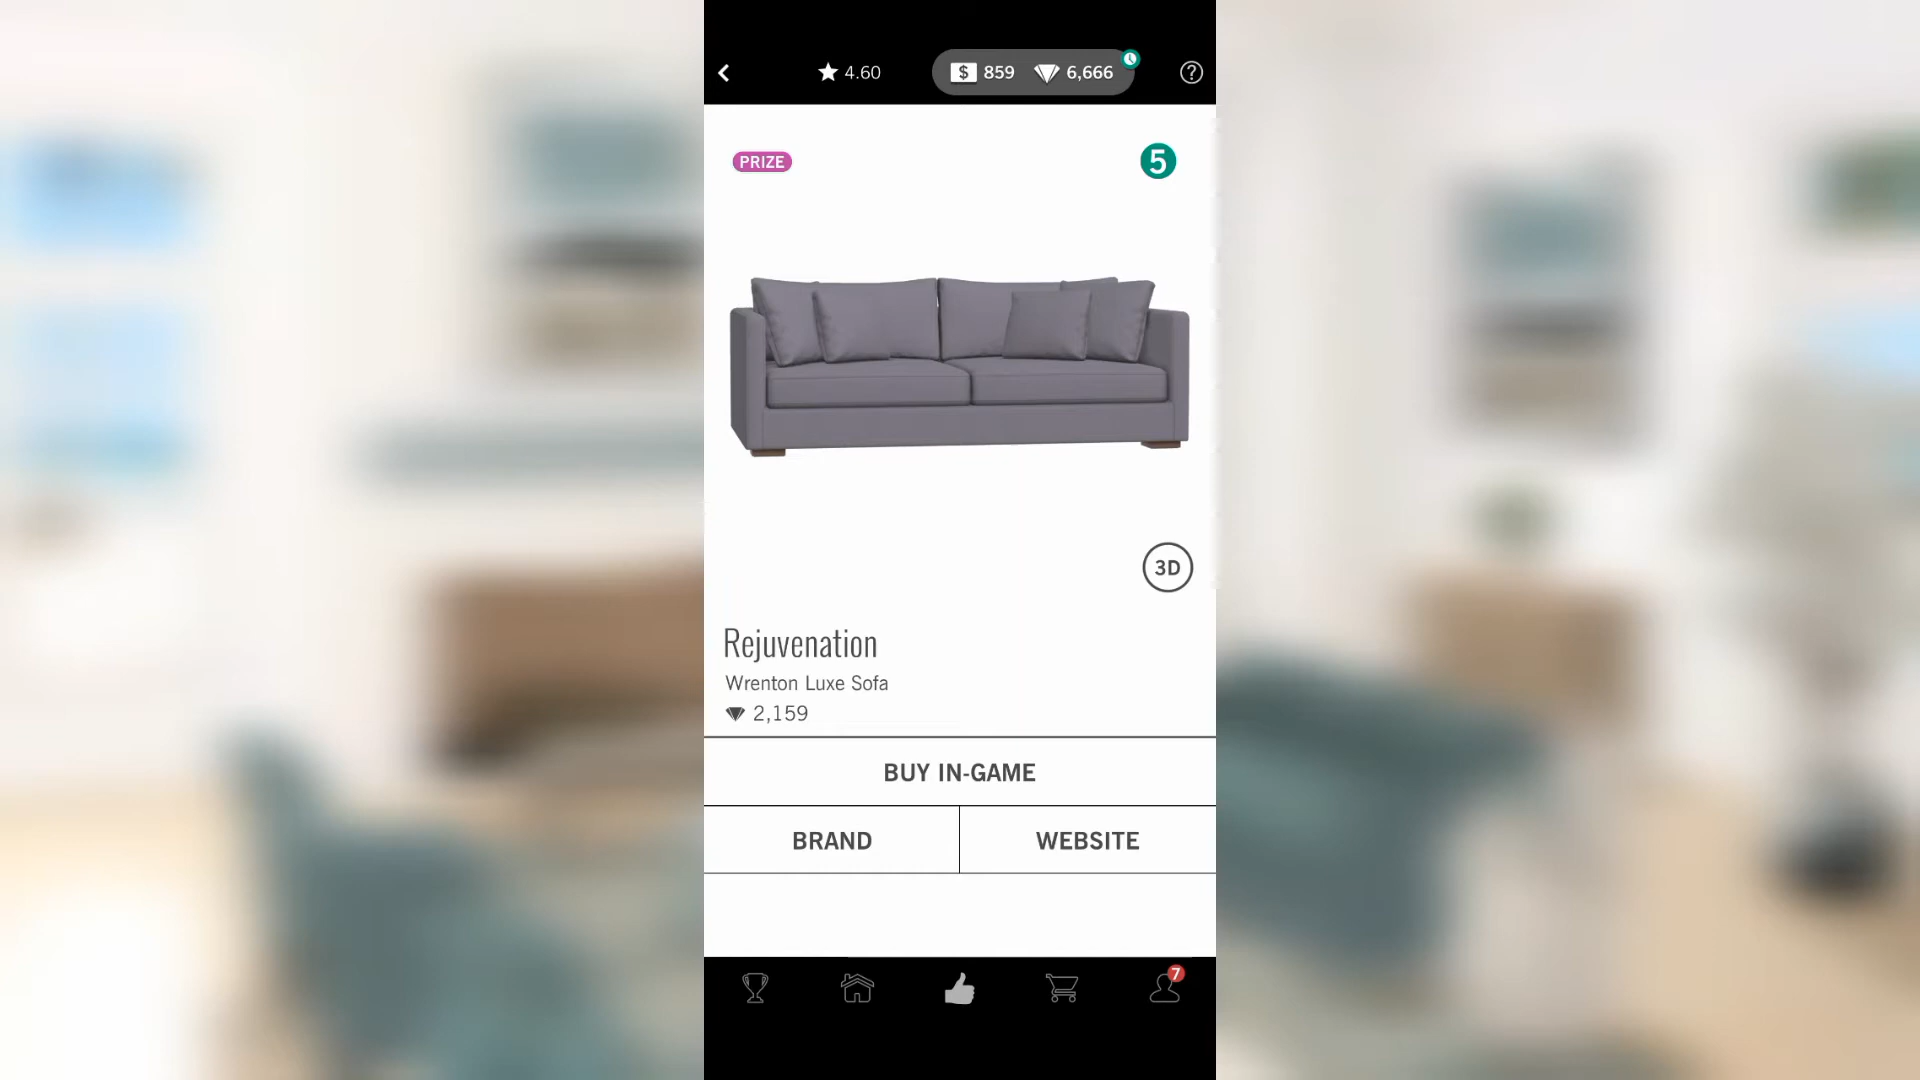 4.60
$ 859
6,666
?
PRIZE
5
3D
Rejuvenation
Wrenton Luxe Sofa
2,159
BUY IN-GAME
BRAND
WEBSITE
7